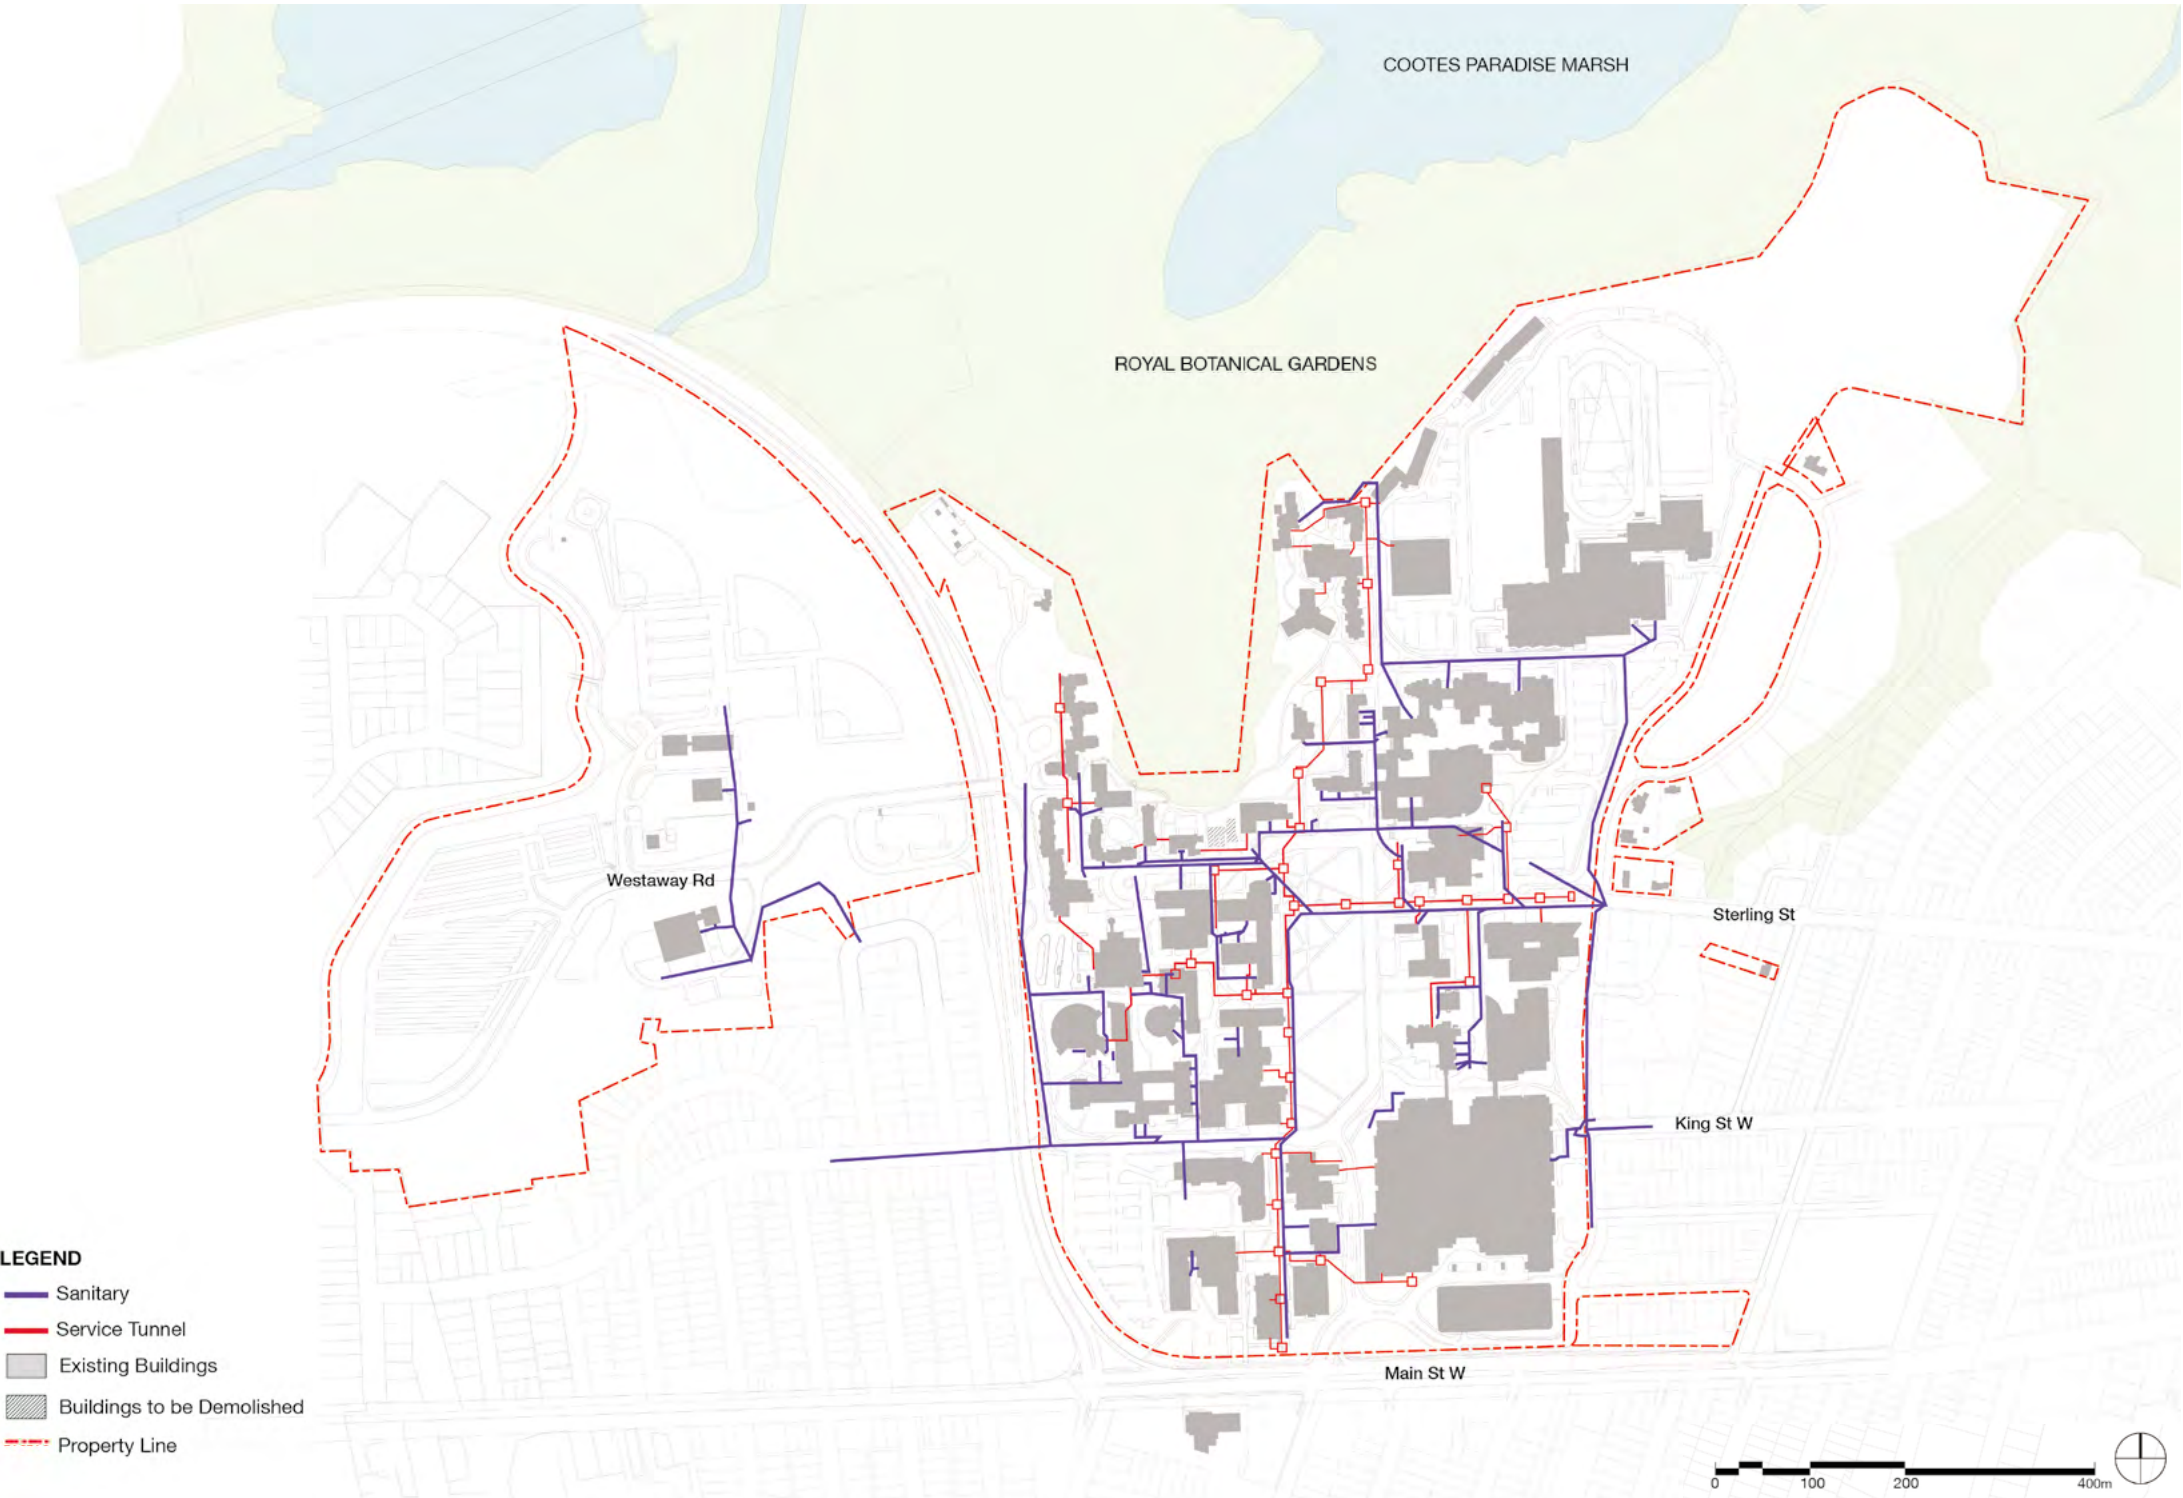 COOTES PARADISE MARSH
ROYAL BOTANICAL GARDENS
Westaway Rd
Sterling St
King St W
Main St W
LEGEND
Sanitary
Service Tunnel
Existing Buildings
Buildings to be Demolished
Property Line
0 100 200 400m